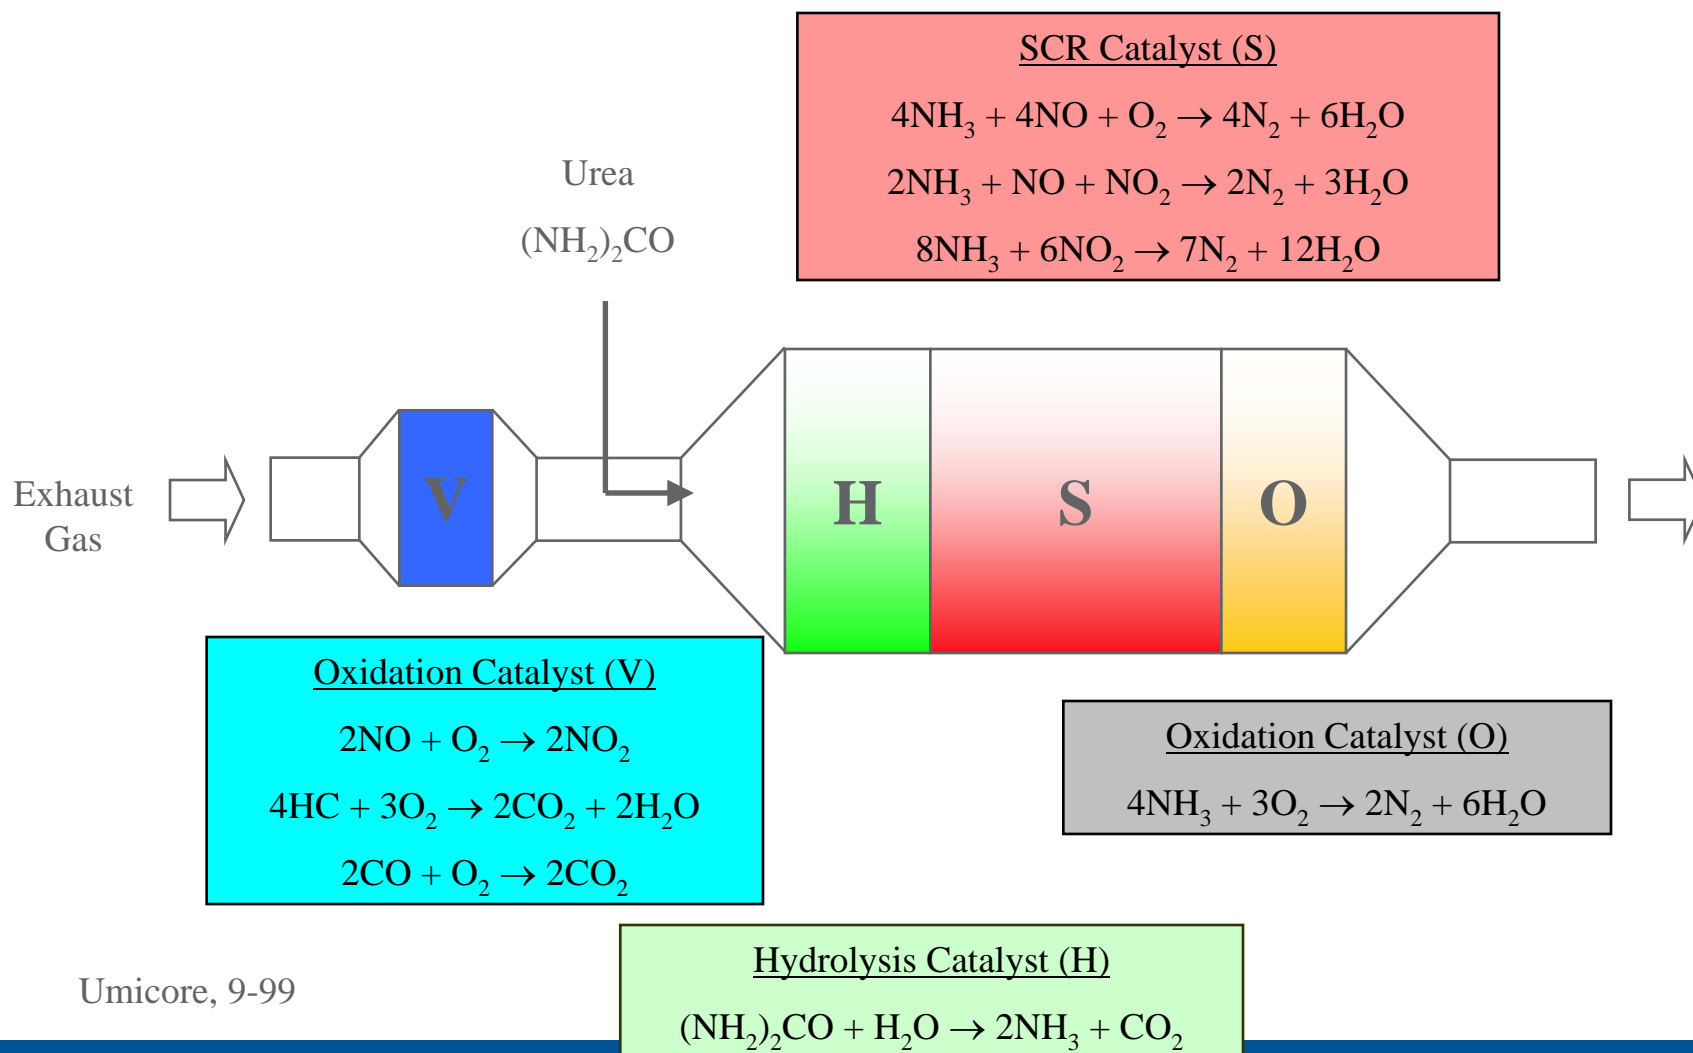 SCR Catalyst (S)
4NH₃ + 4NO + O₂ → 4N₂ + 6H₂O
2NH₃ + NO + NO₂ → 2N₂ + 3H₂O
8NH₃ + 6NO₂ → 7N₂ + 12H₂O
Urea
(NH₂)₂CO
Exhaust
Gas
V
H
S
O
Oxidation Catalyst (V)
2NO + O₂ → 2NO₂
4HC + 3O₂ → 2CO₂ + 2H₂O
2CO + O₂ → 2CO₂
Oxidation Catalyst (O)
4NH₃ + 3O₂ → 2N₂ + 6H₂O
Hydrolysis Catalyst (H)
(NH₂)₂CO + H₂O → 2NH₃ + CO₂
Umicore, 9-99